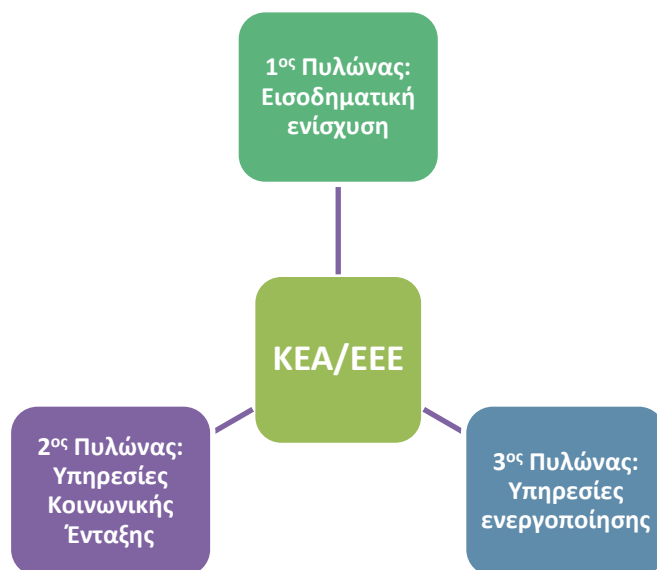 1ος Πυλώνας:
Εισοδηματική
ενίσχυση
ΚΕΑ/ΕΕΕ
2ος Πυλώνας:
Υπηρεσίες
Κοινωνικής
Ένταξης
3ος Πυλώνας:
Υπηρεσίες
ενεργοποίησης